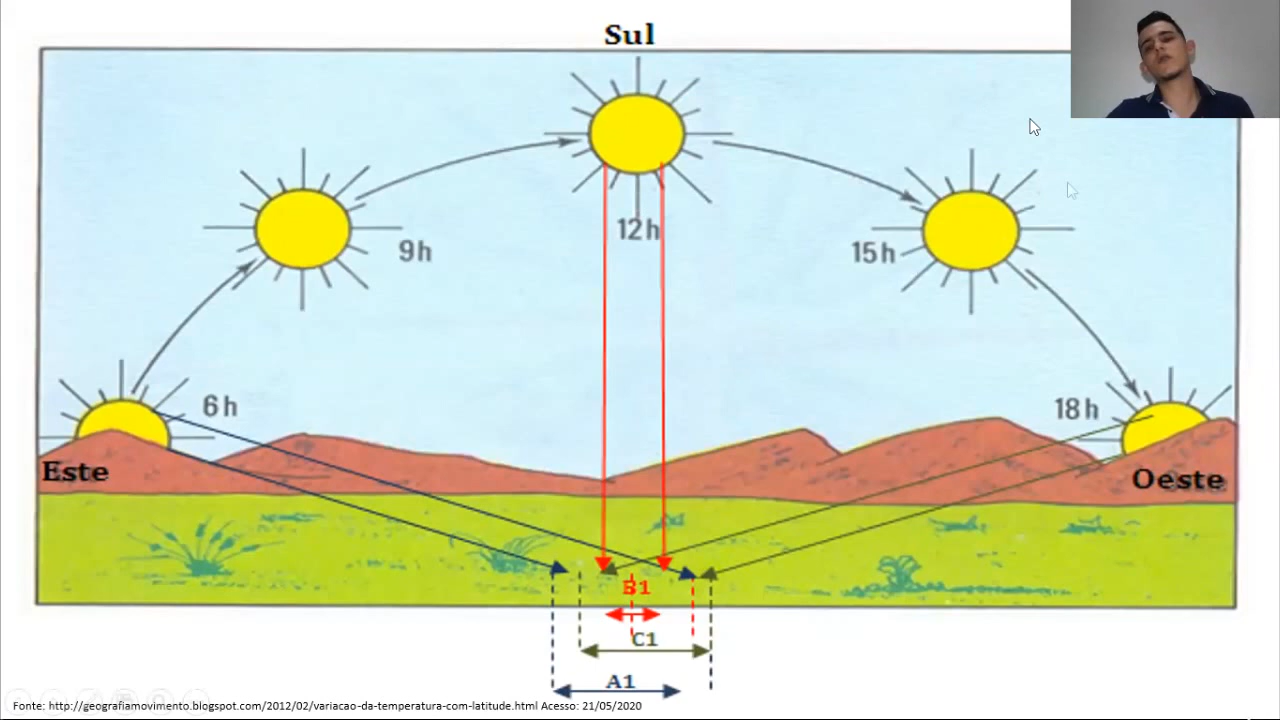 Sul
12h
9h
15h
6h
18h
Este
Oeste
B1
C1
A1
Fonte: http://geografiamovimento.blogspot.com/2012/02/variacao-da-temperatura-com-latitude.html Acesso: 21/05/2020